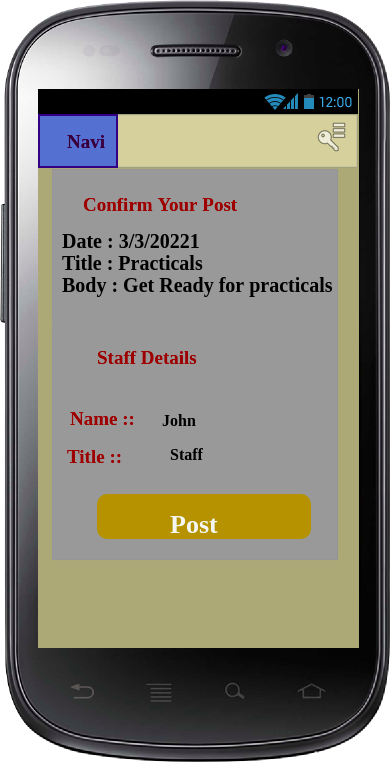 12:00
Navi
Confirm Your Post
Date : 3/3/20221
Title : Practicals
Body : Get Ready for practicals
Staff Details
Name :: John
Title :: Staff
Post